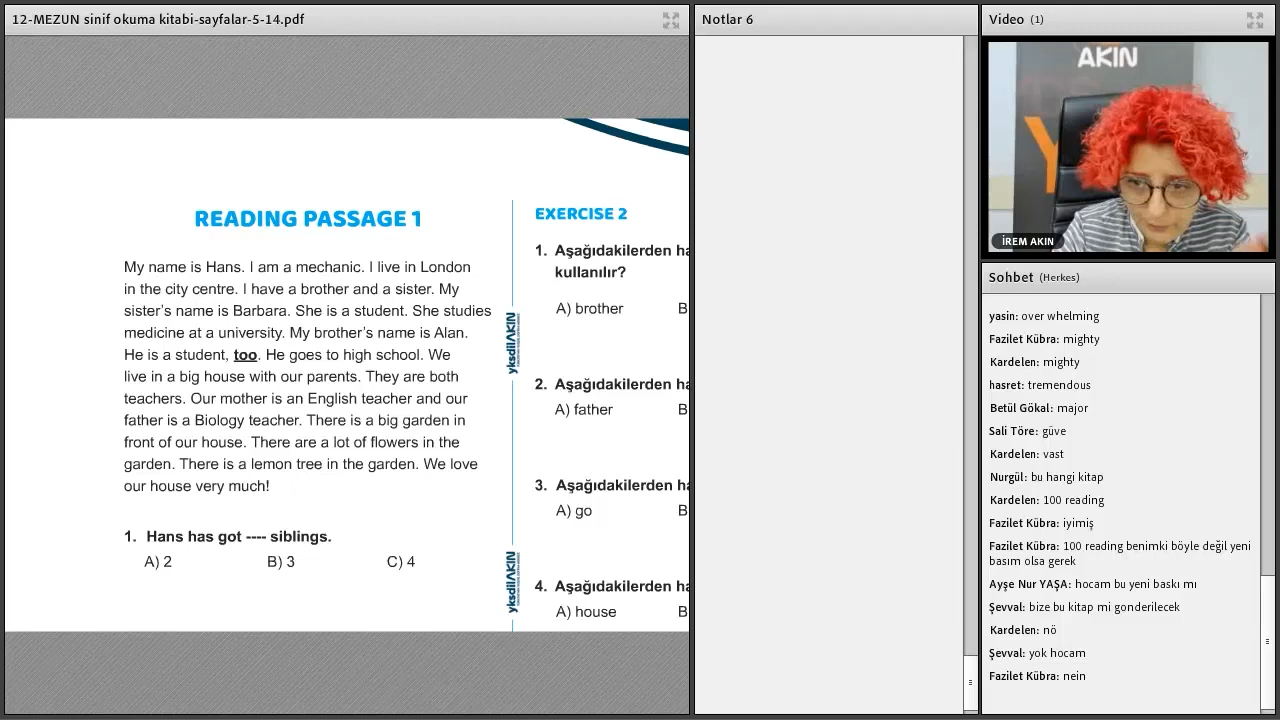 12-MEZUN sinif okuma kitabi-sayfalar-5-14.pdf
READING PASSAGE 1
My name is Hans. I am a mechanic. I live in London
in the city centre. I have a brother and a sister. My
sister's name is Barbara. She is a student. She studies
medicine at a university. My brother's name is Alan.
He is a student, too. He goes to high school. We
live in a big house with our parents. They are both
teachers. Our mother is an English teacher and our
father is a Biology teacher. There is a big garden in
front of our house. There are a lot of flowers in the
garden. There is a lemon tree in the garden. We love
our house very much!
1. Hans has got ---- siblings.
A) 2 B) 3 C) 4
yksdilAKIN
yksdilAKIN
EXERCISE 2
1. Aşağıdakilerden ha
kullanılır?
A) brother B
2. Aşağıdakilerden ha
A) father B
3. Aşağıdakilerden ha
A) go B
4. Aşağıdakilerden ha
A) house B
Notlar 6
Video (1)
AKIN
Y
İREM AKIN
Sohbet (Herkes)
yasin: over whelming
Fazilet Kübra: mighty
Kardelen: mighty
hasret: tremendous
Betül Gökal: major
Sali Töre: güve
Kardelen: vast
Nurgül: bu hangi kitap
Kardelen: 100 reading
Fazilet Kübra: iyimiş
Fazilet Kübra: 100 reading benimki böyle değil yeni
basım olsa gerek
Ayşe Nur YAŞA: hocam bu yeni baskı mı
Şevval: bize bu kitap mi gonderilecek
Kardelen: nö
Şevval: yok hocam
Fazilet Kübra: nein